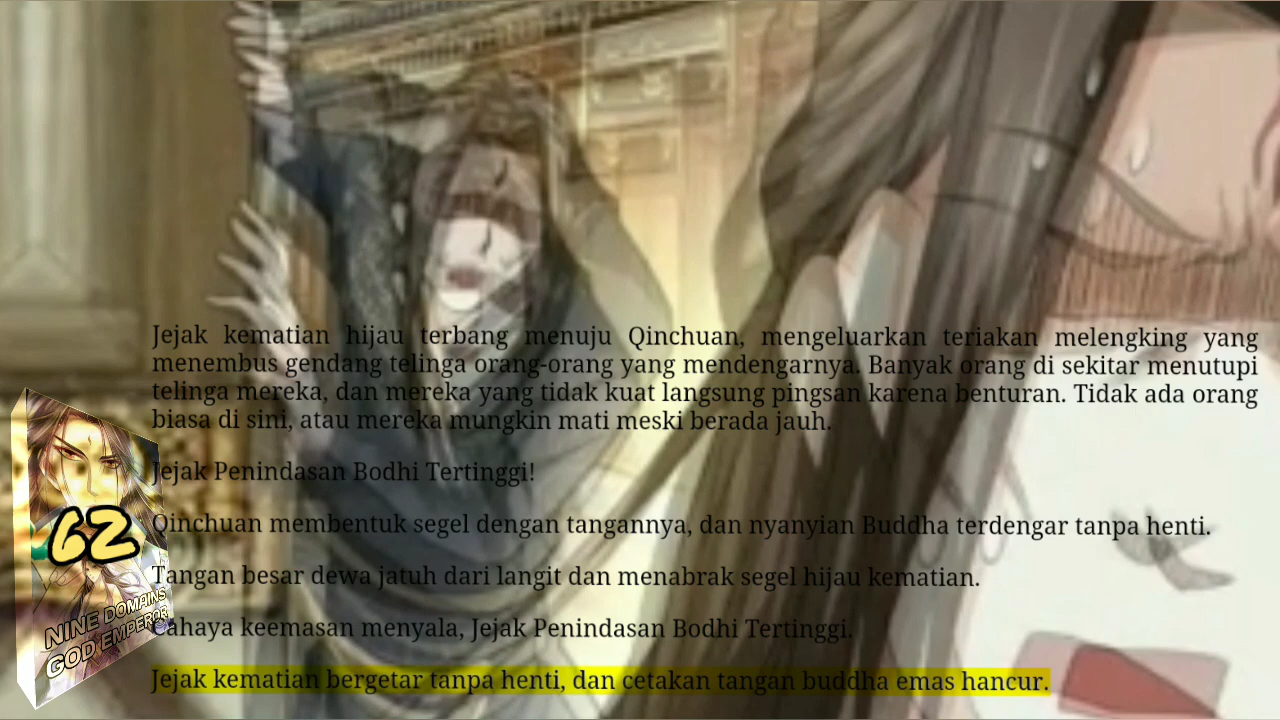 Jejak kematian hijau terbang menuju Qinchuan, mengeluarkan teriakan melengking yang
menembus gendang telinga orang-orang yang mendengarnya. Banyak orang di sekitar menutupi
telinga mereka, dan mereka yang tidak kuat langsung pingsan karena benturan. Tidak ada orang
biasa di sini, atau mereka mungkin mati meski berada jauh.
Jejak Penindasan Bodhi Tertinggi!
Qinchuan membentuk segel dengan tangannya, dan nyanyian Buddha terdengar tanpa henti.
Tangan besar dewa jatuh dari langit dan menabrak segel hijau kematian.
Cahaya keemasan menyala, Jejak Penindasan Bodhi Tertinggi.
Jejak kematian bergetar tanpa henti, dan cetakan tangan buddha emas hancur.
62
NINE DOMAINS
GOD EMPEROR